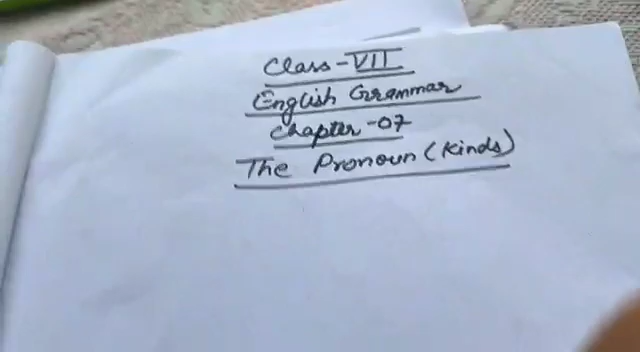 Class-VII
English Grammar
Chapter-07
The Pronoun (Kinds)